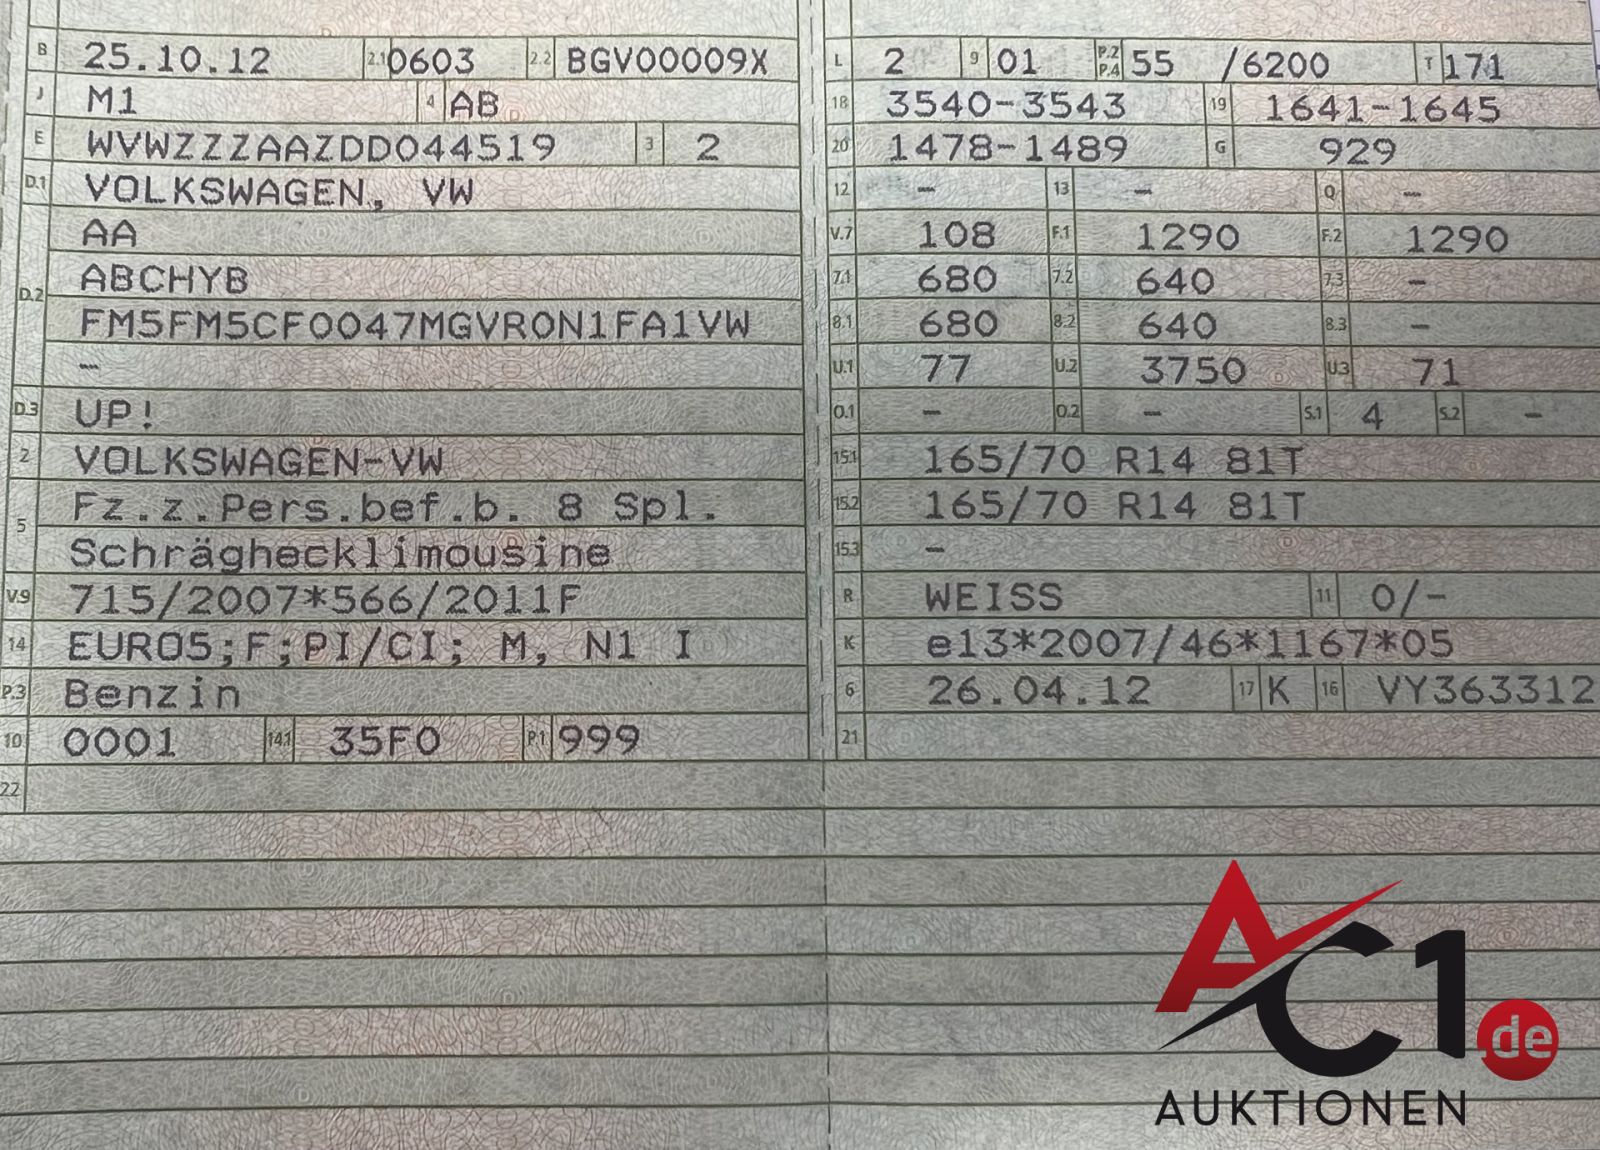 B 25.10.12 2.1 0603 2.2 BGV00009X
J M1 4 AB
E WVWZZZAAZDD044519 3 2
D.1 VOLKSWAGEN, VW
AA
D.2 ABCHYB
FM5FM5CF0047MGVRON1FA1VW
–
D.3 UP!
2 VOLKSWAGEN-VW
5 Fz.z.Pers.bef.b. 8 Spl.
Schräghecklimousine
V.9 715/2007*566/2011F
14 EURO5;F;PI/CI; M, N1 I
P.3 Benzin
10 0001 14.1 35F0 P.1 999
22
L 2 9 01 P.2 P.4 55 /6200 T 171
18 3540-3543 19 1641-1645
20 1478-1489 G 929
12 – 13 – Q –
V.7 108 F.1 1290 F.2 1290
7.1 680 7.2 640 7.3 –
8.1 680 8.2 640 8.3 –
U.1 77 U.2 3750 U.3 71
O.1 – O.2 – S.1 4 S.2 –
15.1 165/70 R14 81T
15.2 165/70 R14 81T
15.3 –
R WEISS 11 0/-
K e13*2007/46*1167*05
6 26.04.12 17 K 16 VY363312
21
AC1.de
AUKTIONEN